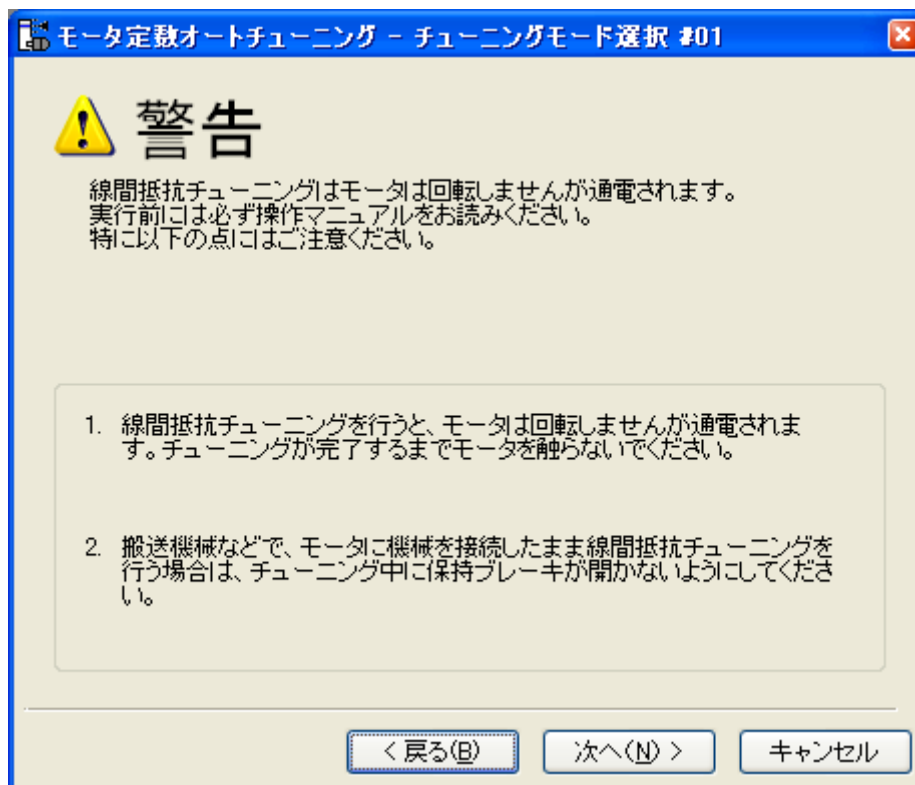 モータ定数オートチューニング - チューニングモード選択 #01
警告
線間抵抗チューニングはモータは回転しませんが通電されます。
実行前には必ず操作マニュアルをお読みください。
特に以下の点にはご注意ください。
1. 線間抵抗チューニングを行うと、モータは回転しませんが通電されま
す。チューニングが完了するまでモータを触らないでください。
2. 搬送機械などで、モータに機械を接続したまま線間抵抗チューニングを
行う場合は、チューニング中に保持ブレーキが開かないようにしてくださ
い。
< 戻る(B) 次へ(N) > キャンセル